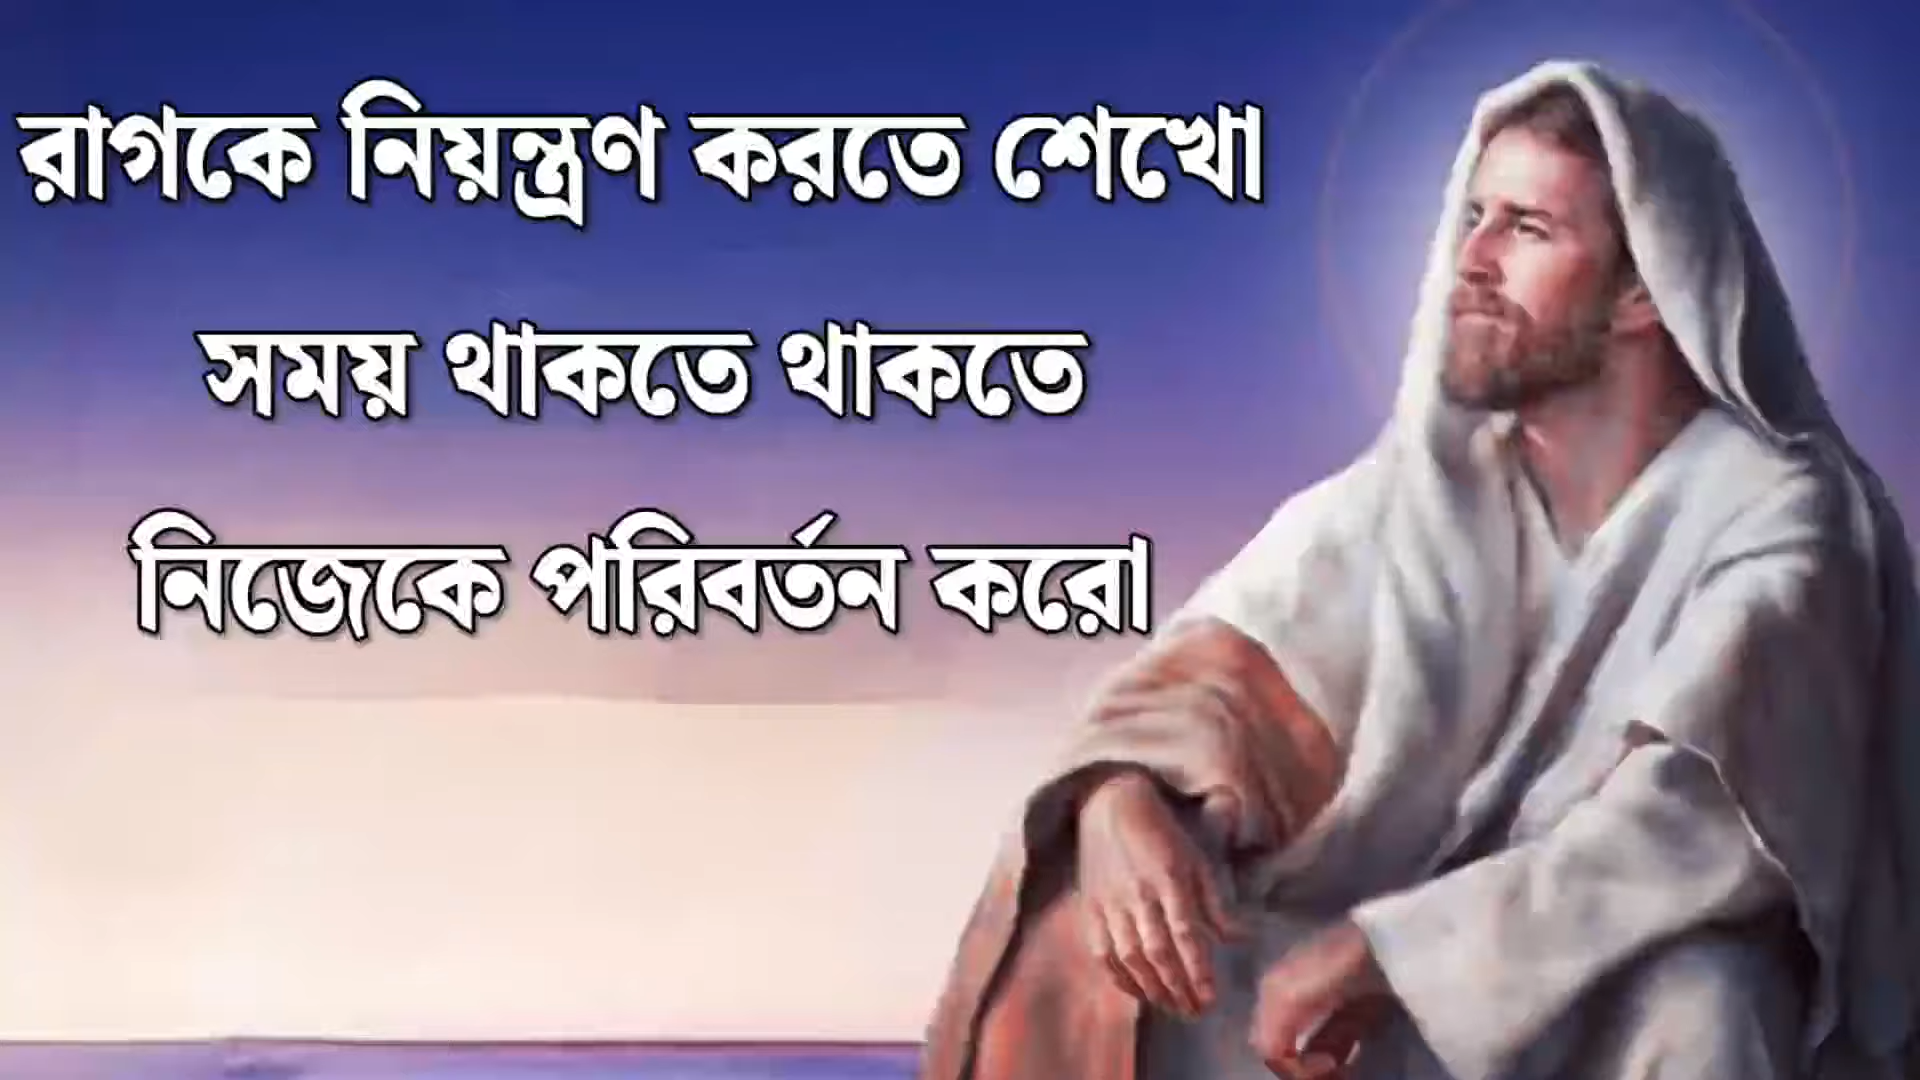 রাগকে নিয়ন্ত্রণ করতে শেখো
সময় থাকতে থাকতে
নিজেকে পরিবর্তন করো